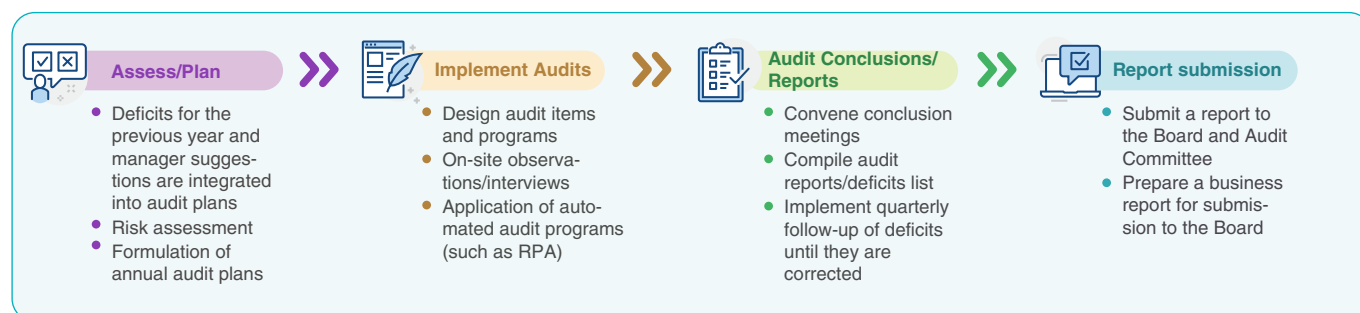 Assess/Plan
Deficits for the
previous year and
manager sugges-
tions are integrated
into audit plans
Risk assessment
Formulation of
annual audit plans
Implement Audits
Design audit items
and programs
On-site observa-
tions/interviews
Application of auto-
mated audit programs
(such as RPA)
Audit Conclusions/
Reports
Convene conclusion
meetings
Compile audit
reports/deficits list
Implement quarterly
follow-up of deficits
until they are
corrected
Report submission
Submit a report to
the Board and Audit
Committee
Prepare a business
report for submis-
sion to the Board